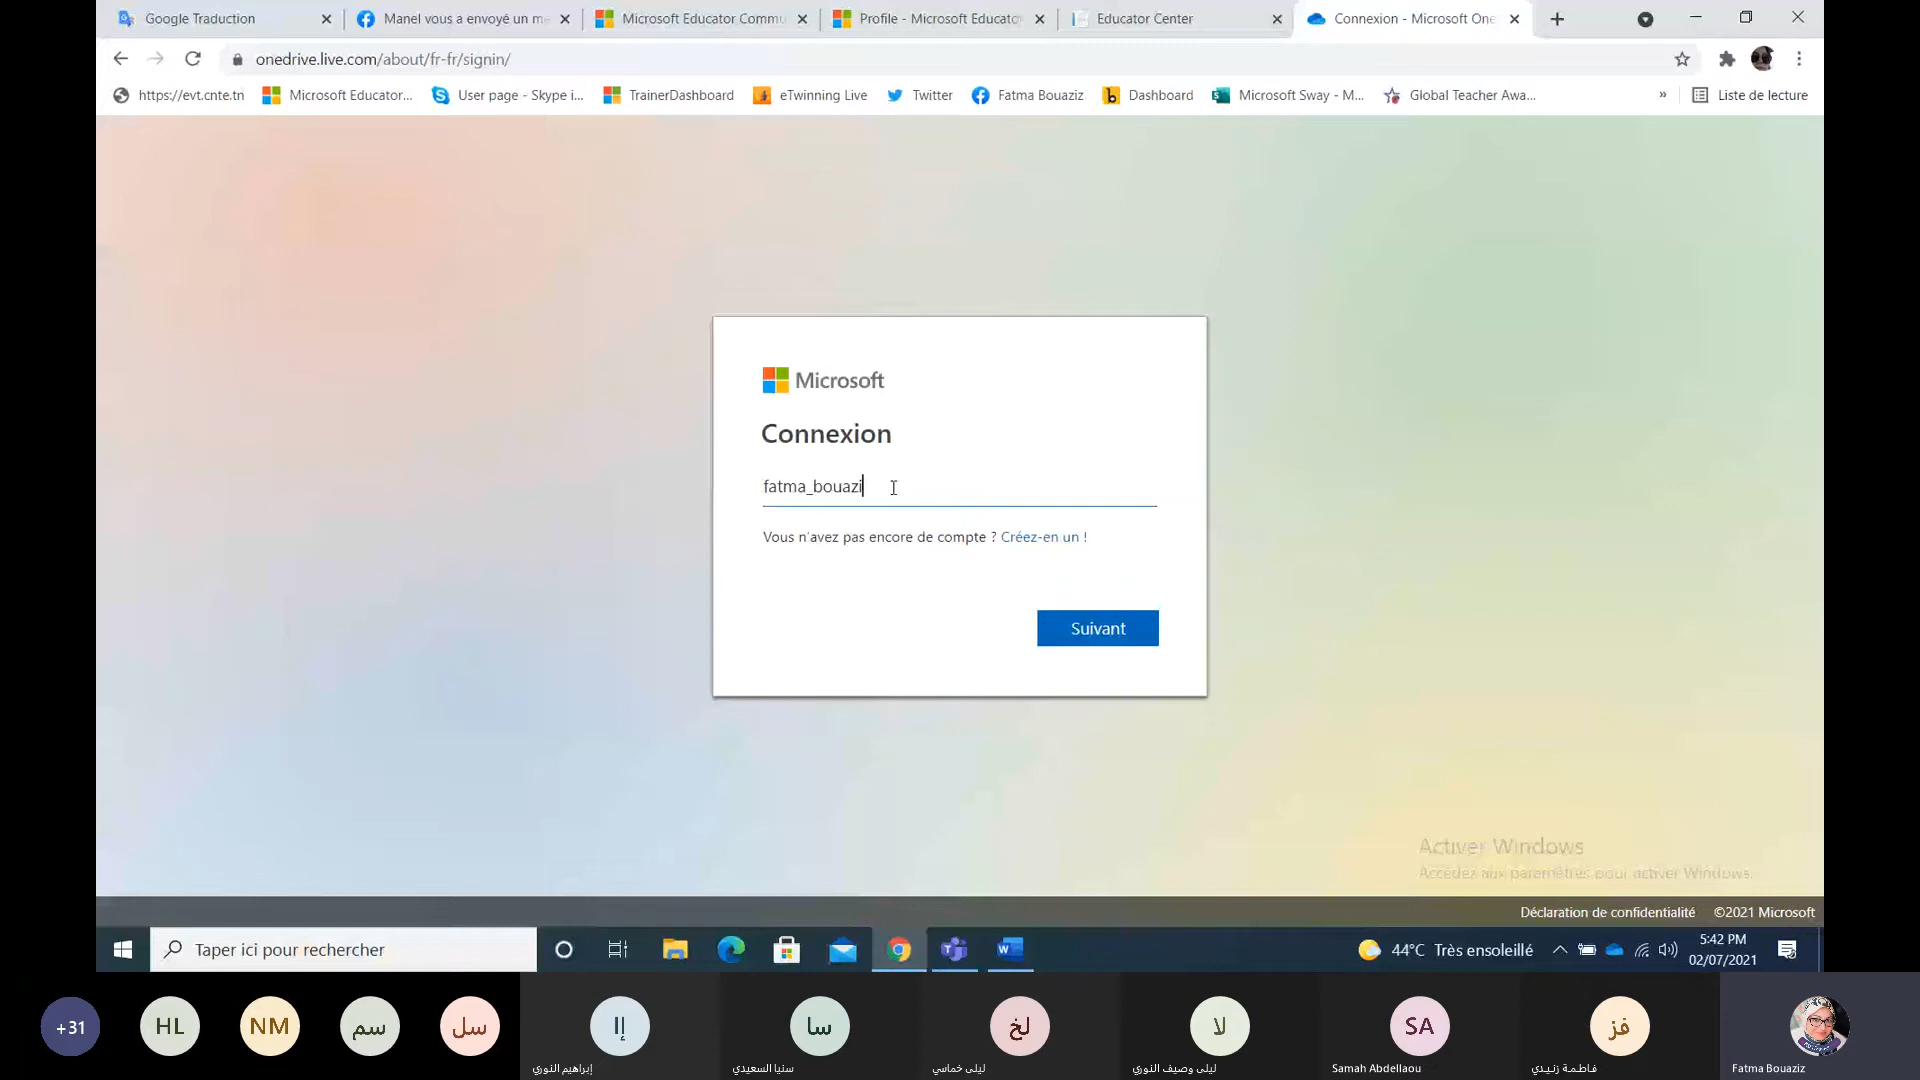 Google Traduction
Manel vous a envoyé un me
Microsoft Educator Commu
Profile - Microsoft Educato
Educator Center
Connexion - Microsoft One
onedrive.live.com/about/fr-fr/signin/
https://evt.cnte.tn
Microsoft Educator...
User page - Skype i...
TrainerDashboard
eTwinning Live
Twitter
Fatma Bouaziz
Dashboard
Microsoft Sway - M...
Global Teacher Awa...
»
Liste de lecture
Microsoft
Connexion
fatma_bouazi
Vous n'avez pas encore de compte ? Créez-en un !
Suivant
Activer Windows
Accédez aux paramètres pour activer Windows.
Déclaration de confidentialité ©2021 Microsoft
Taper ici pour rechercher
44°C Très ensoleillé
5:42 PM
02/07/2021
+31
HL
NM
سم
سل
إا
إبراهيم النوري
سا
سنيا السعيدي
لخ
ليلى خماسي
لا
ليلى وصيف النوري
SA
Samah Abdellaou
فز
فـاطـمـة زنـيـدي
Fatma Bouaziz